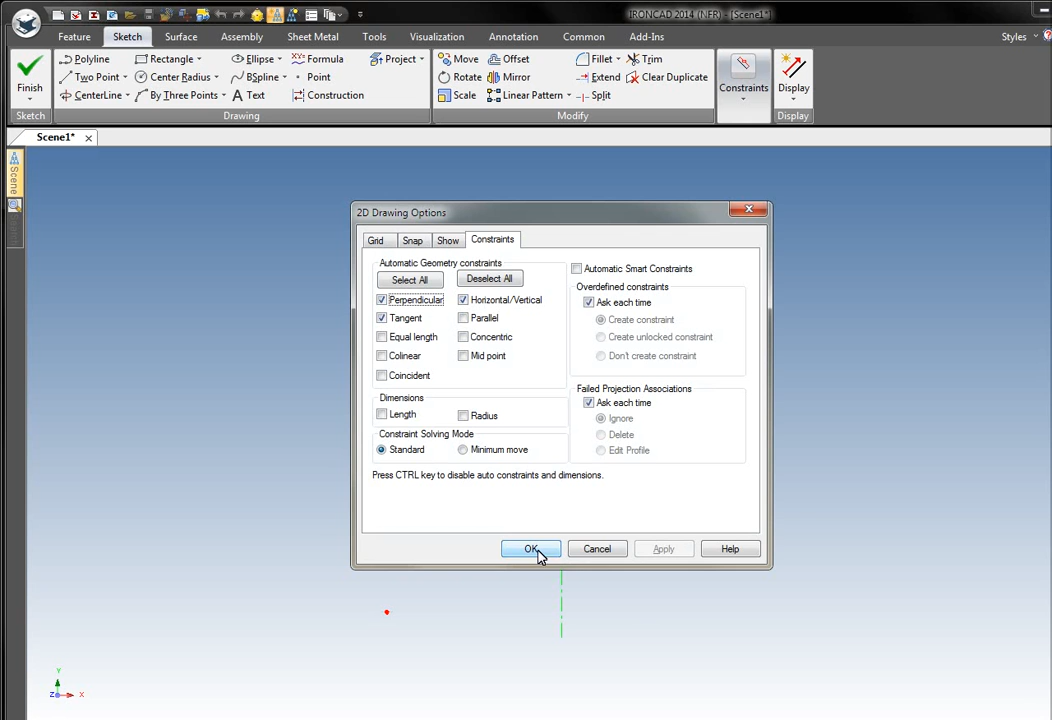 IRONCAD 2014 (NFR) - [Scene1*]
Feature Sketch Surface Assembly Sheet Metal Tools Visualization Annotation Common Add-Ins Styles
Polyline Rectangle Ellipse Formula Project Move Offset Fillet Trim
Two Point Center Radius BSpline Point Rotate Mirror Extend Clear Duplicate
Finish Constraints Display
CenterLine By Three Points Text Construction Scale Linear Pattern Split
Sketch Drawing Modify Display
Scene1*
Scene
2D Drawing Options
Grid Snap Show Constraints
Automatic Geometry constraints
Select All Deselect All
Perpendicular Horizontal/Vertical
Tangent Parallel
Equal length Concentric
Colinear Mid point
Coincident
Dimensions
Length Radius
Constraint Solving Mode
Standard Minimum move
Press CTRL key to disable auto constraints and dimensions.
Automatic Smart Constraints
Overdefined constraints
Ask each time
Create constraint
Create unlocked constraint
Don't create constraint
Failed Projection Associations
Ask each time
Ignore
Delete
Edit Profile
OK Cancel Apply Help
Y
Z X